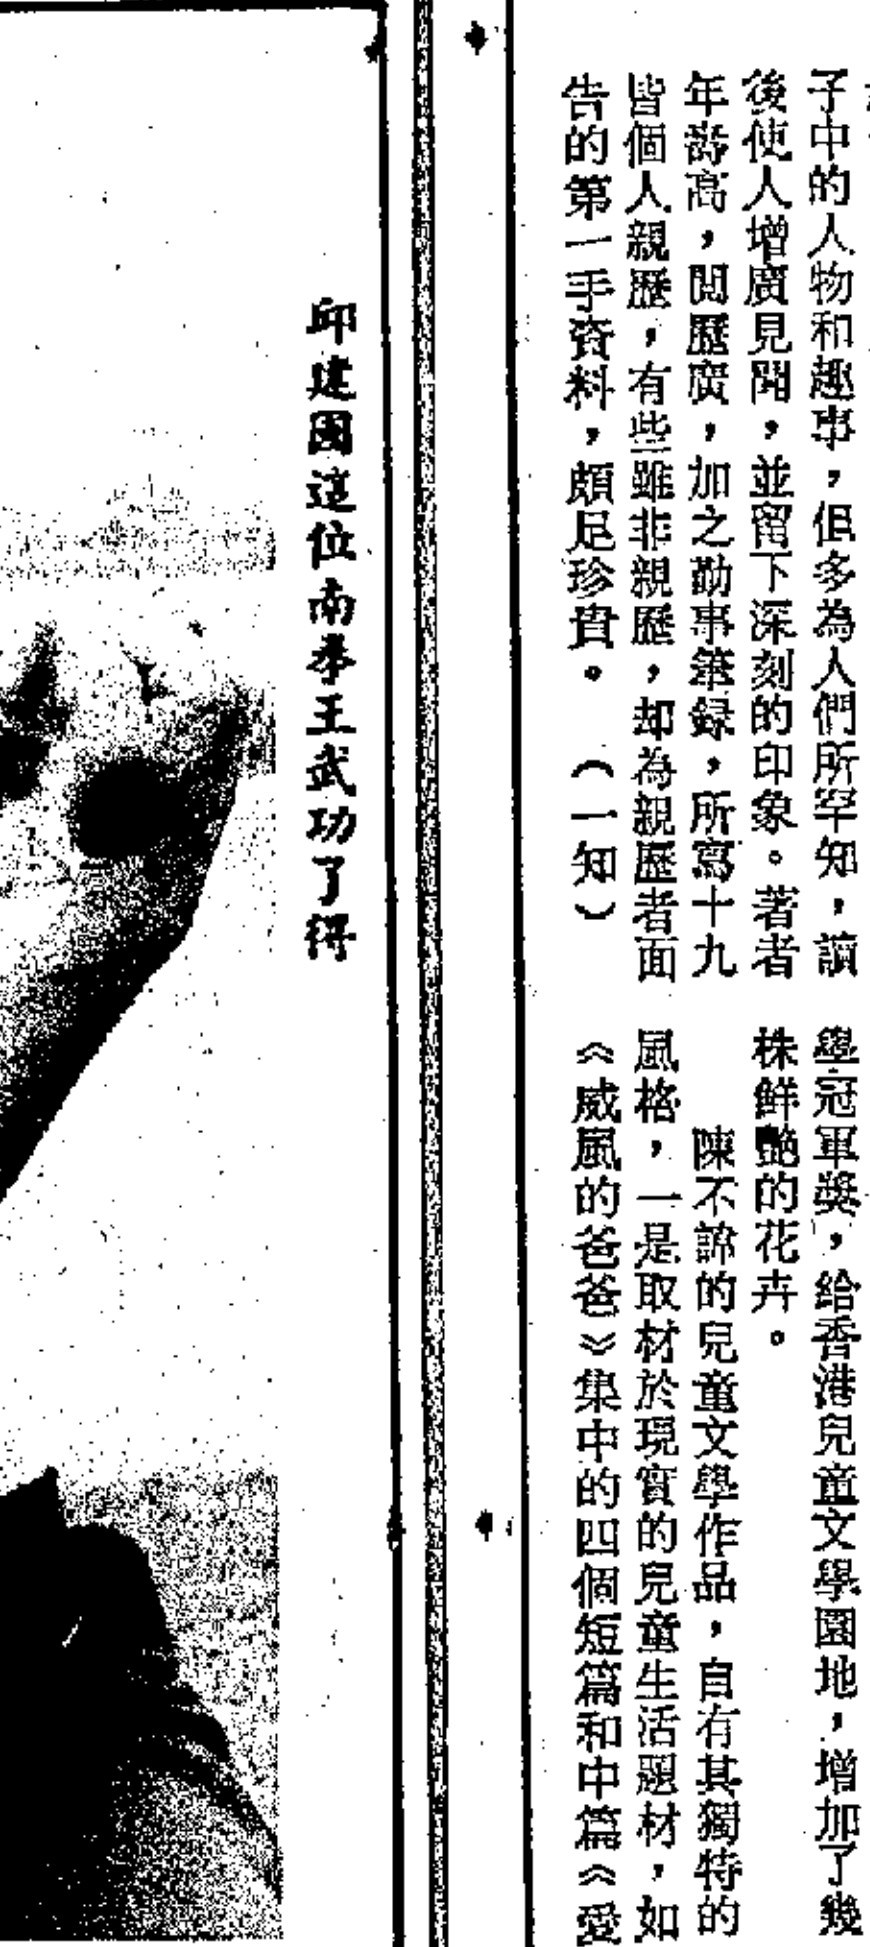 子中的人物和趣事，但多為人們所罕知，讀
後使人增廣見聞，並留下深刻的印象。著者
年壽高，閱歷廣，加之勤事筆録，所寫十九
皆個人親歷，有些雖非親歷，却為親歷者面
告的第一手資料，頗足珍貴。（一知）
學冠軍獎，給香港兒童文學園地，增加了幾
株鮮艷的花卉。
陳不諦的兒童文學作品，自有其獨特的
風格，一是取材於現實的兒童生活題材，如
《威風的爸爸》集中的四個短篇和中篇《愛
邱建國這位南拳王武功了得